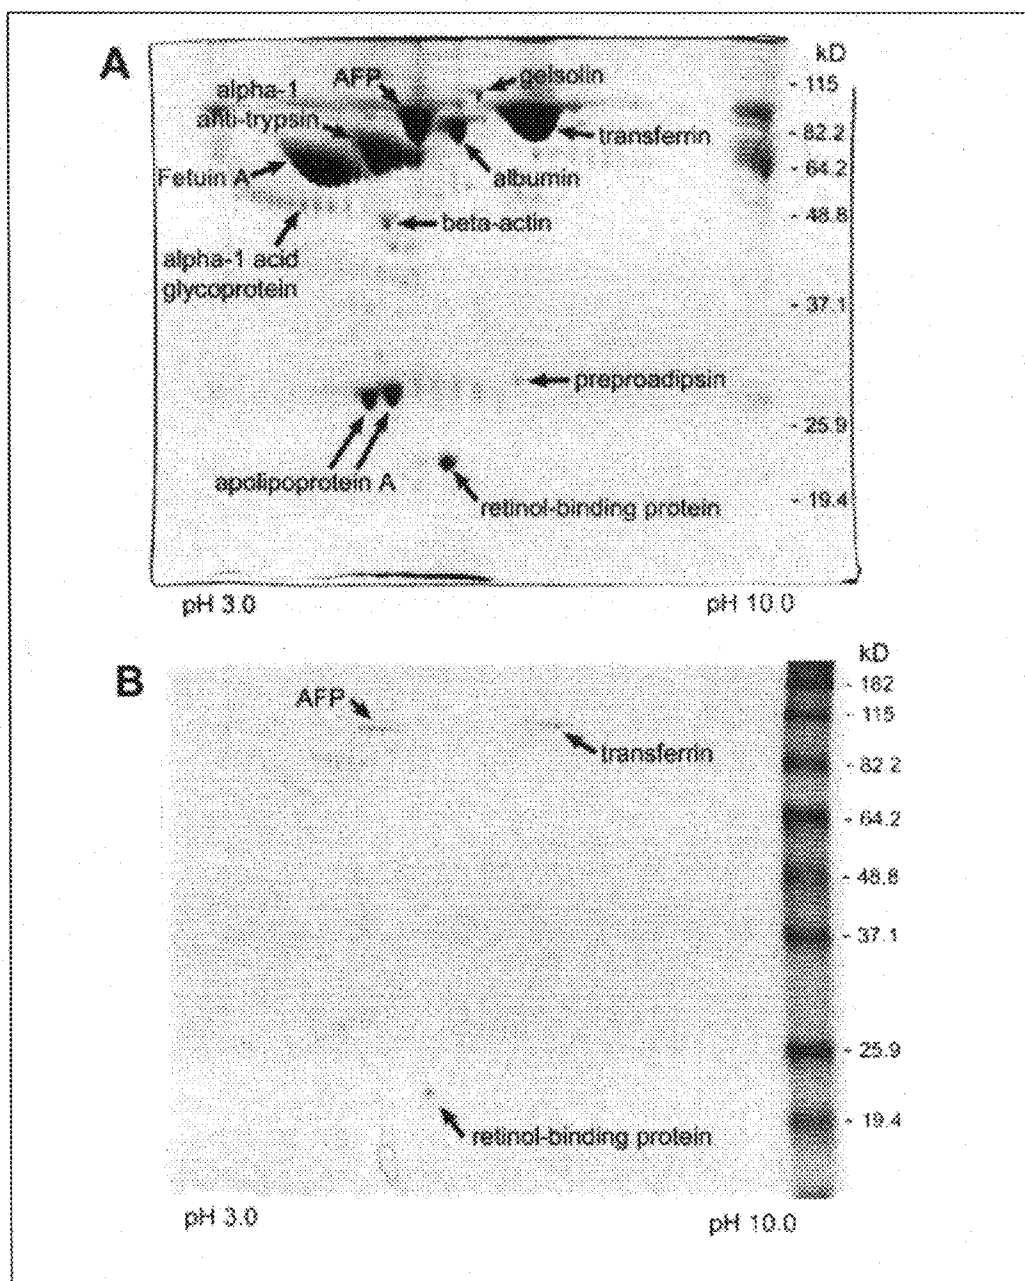 A
kD
AFP
gelsolin
- 115
alpha-1
anti-trypsin
transferrin
- 82.2
Fetuin A
albumin
- 64.2
beta-actin
- 48.8
alpha-1 acid
glycoprotein
- 37.1
preproadipsin
- 25.9
apolipoprotein A
retinol-binding protein
- 19.4
pH 3.0
pH 10.0
B
kD
AFP
- 182
- 115
transferrin
- 82.2
- 64.2
- 48.8
- 37.1
- 25.9
- 19.4
retinol-binding protein
pH 3.0
pH 10.0